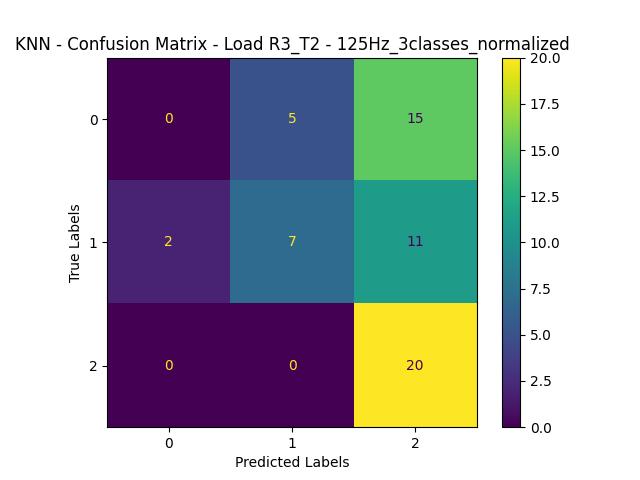 KNN - Confusion Matrix - Load R3_T2 - 125Hz_3classes_normalized
True Labels
0
1
2
0 5 15
2 7 11
0 0 20
0 1 2
Predicted Labels
20.0
17.5
15.0
12.5
10.0
7.5
5.0
2.5
0.0